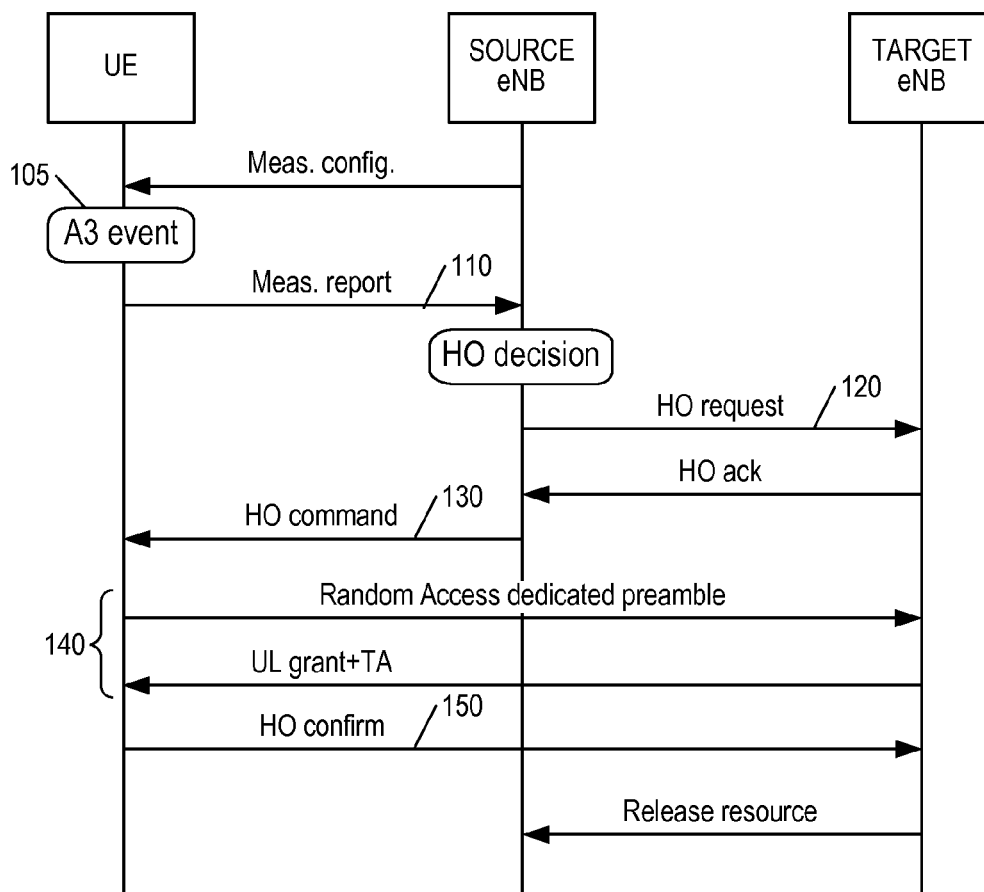 UE
SOURCE
eNB
TARGET
eNB
Meas. config.
105
A3 event
Meas. report
110
HO decision
HO request
120
HO ack
HO command
130
Random Access dedicated preamble
140
UL grant+TA
HO confirm
150
Release resource